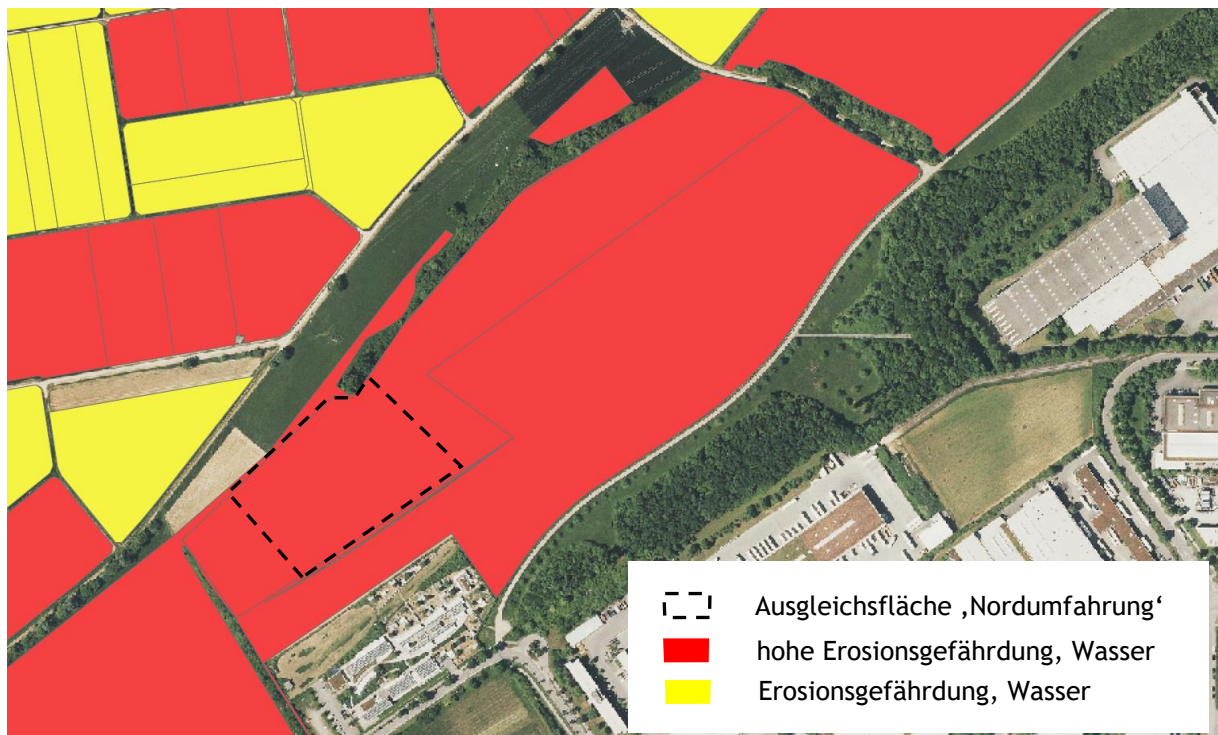 Ausgleichsfläche ‚Nordumfahrung‘
hohe Erosionsgefährdung, Wasser
Erosionsgefährdung, Wasser